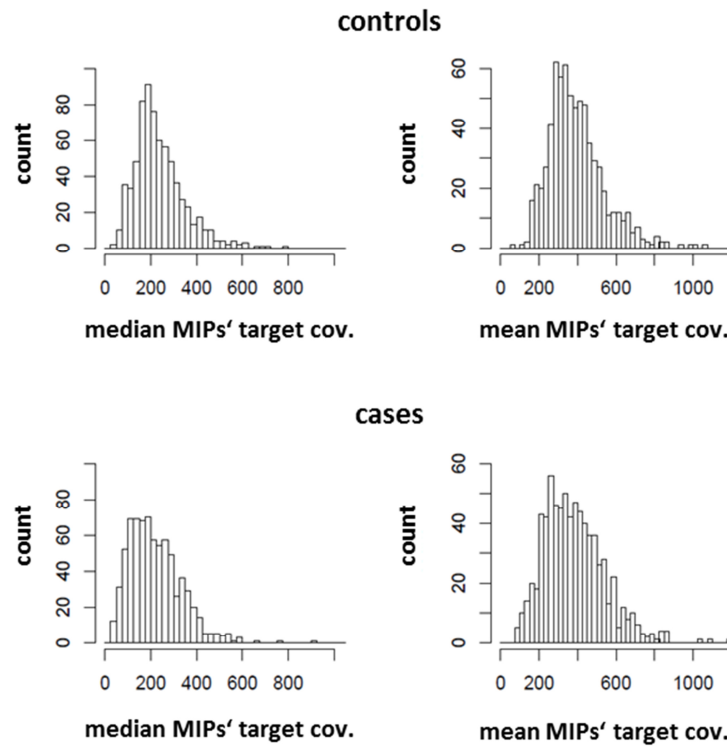 controls
count
0 20 40 60 80
0 200 400 600 800
median MIPs‘ target cov.
count
0 20 40 60
200 600 1000
mean MIPs‘ target cov.
cases
count
0 20 40 60 80
0 200 400 600 800
median MIPs‘ target cov.
count
0 20 40 60
200 600 1000
mean MIPs‘ target cov.